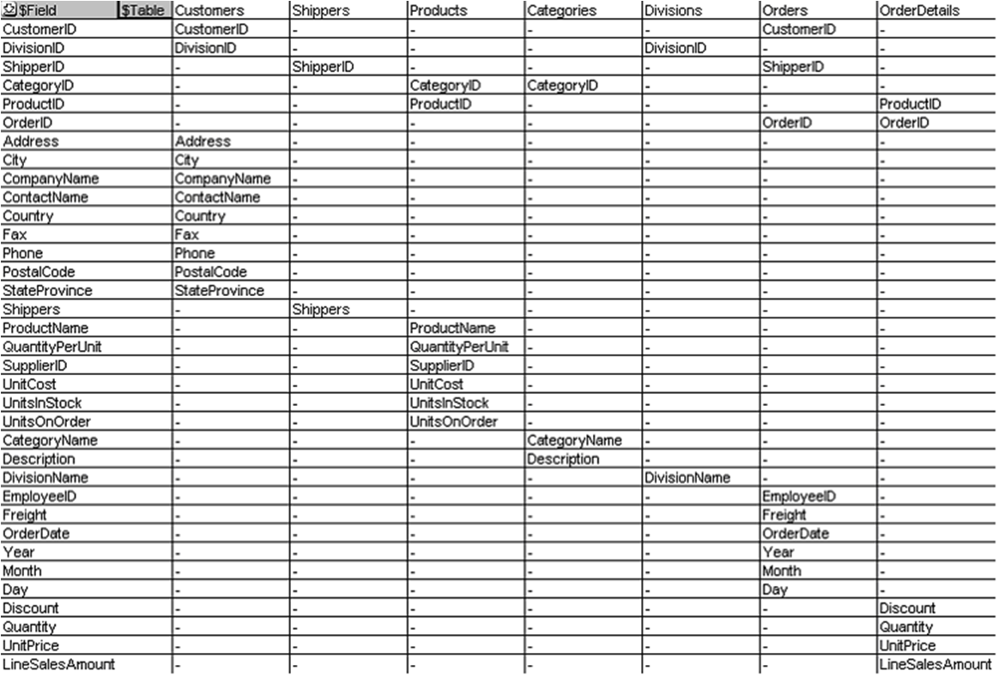 $Field $Table Customers Shippers Products Categories Divisions Orders OrderDetails
CustomerID CustomerID - - - - CustomerID -
DivisionID DivisionID - - - DivisionID - -
ShipperID - ShipperID - - - ShipperID -
CategoryID - - CategoryID CategoryID - - -
ProductID - - ProductID - - - ProductID
OrderID - - - - - OrderID OrderID
Address Address - - - - - -
City City - - - - - -
CompanyName CompanyName - - - - - -
ContactName ContactName - - - - - -
Country Country - - - - - -
Fax Fax - - - - - -
Phone Phone - - - - - -
PostalCode PostalCode - - - - - -
StateProvince StateProvince - - - - - -
Shippers - Shippers - - - - -
ProductName - - ProductName - - - -
QuantityPerUnit - - QuantityPerUnit - - - -
SupplierID - - SupplierID - - - -
UnitCost - - UnitCost - - - -
UnitsInStock - - UnitsInStock - - - -
UnitsOnOrder - - UnitsOnOrder - - - -
CategoryName - - - CategoryName - - -
Description - - - Description - - -
DivisionName - - - - DivisionName - -
EmployeeID - - - - - EmployeeID -
Freight - - - - - Freight -
OrderDate - - - - - OrderDate -
Year - - - - - Year -
Month - - - - - Month -
Day - - - - - Day -
Discount - - - - - - Discount
Quantity - - - - - - Quantity
UnitPrice - - - - - - UnitPrice
LineSalesAmount - - - - - - LineSalesAmount